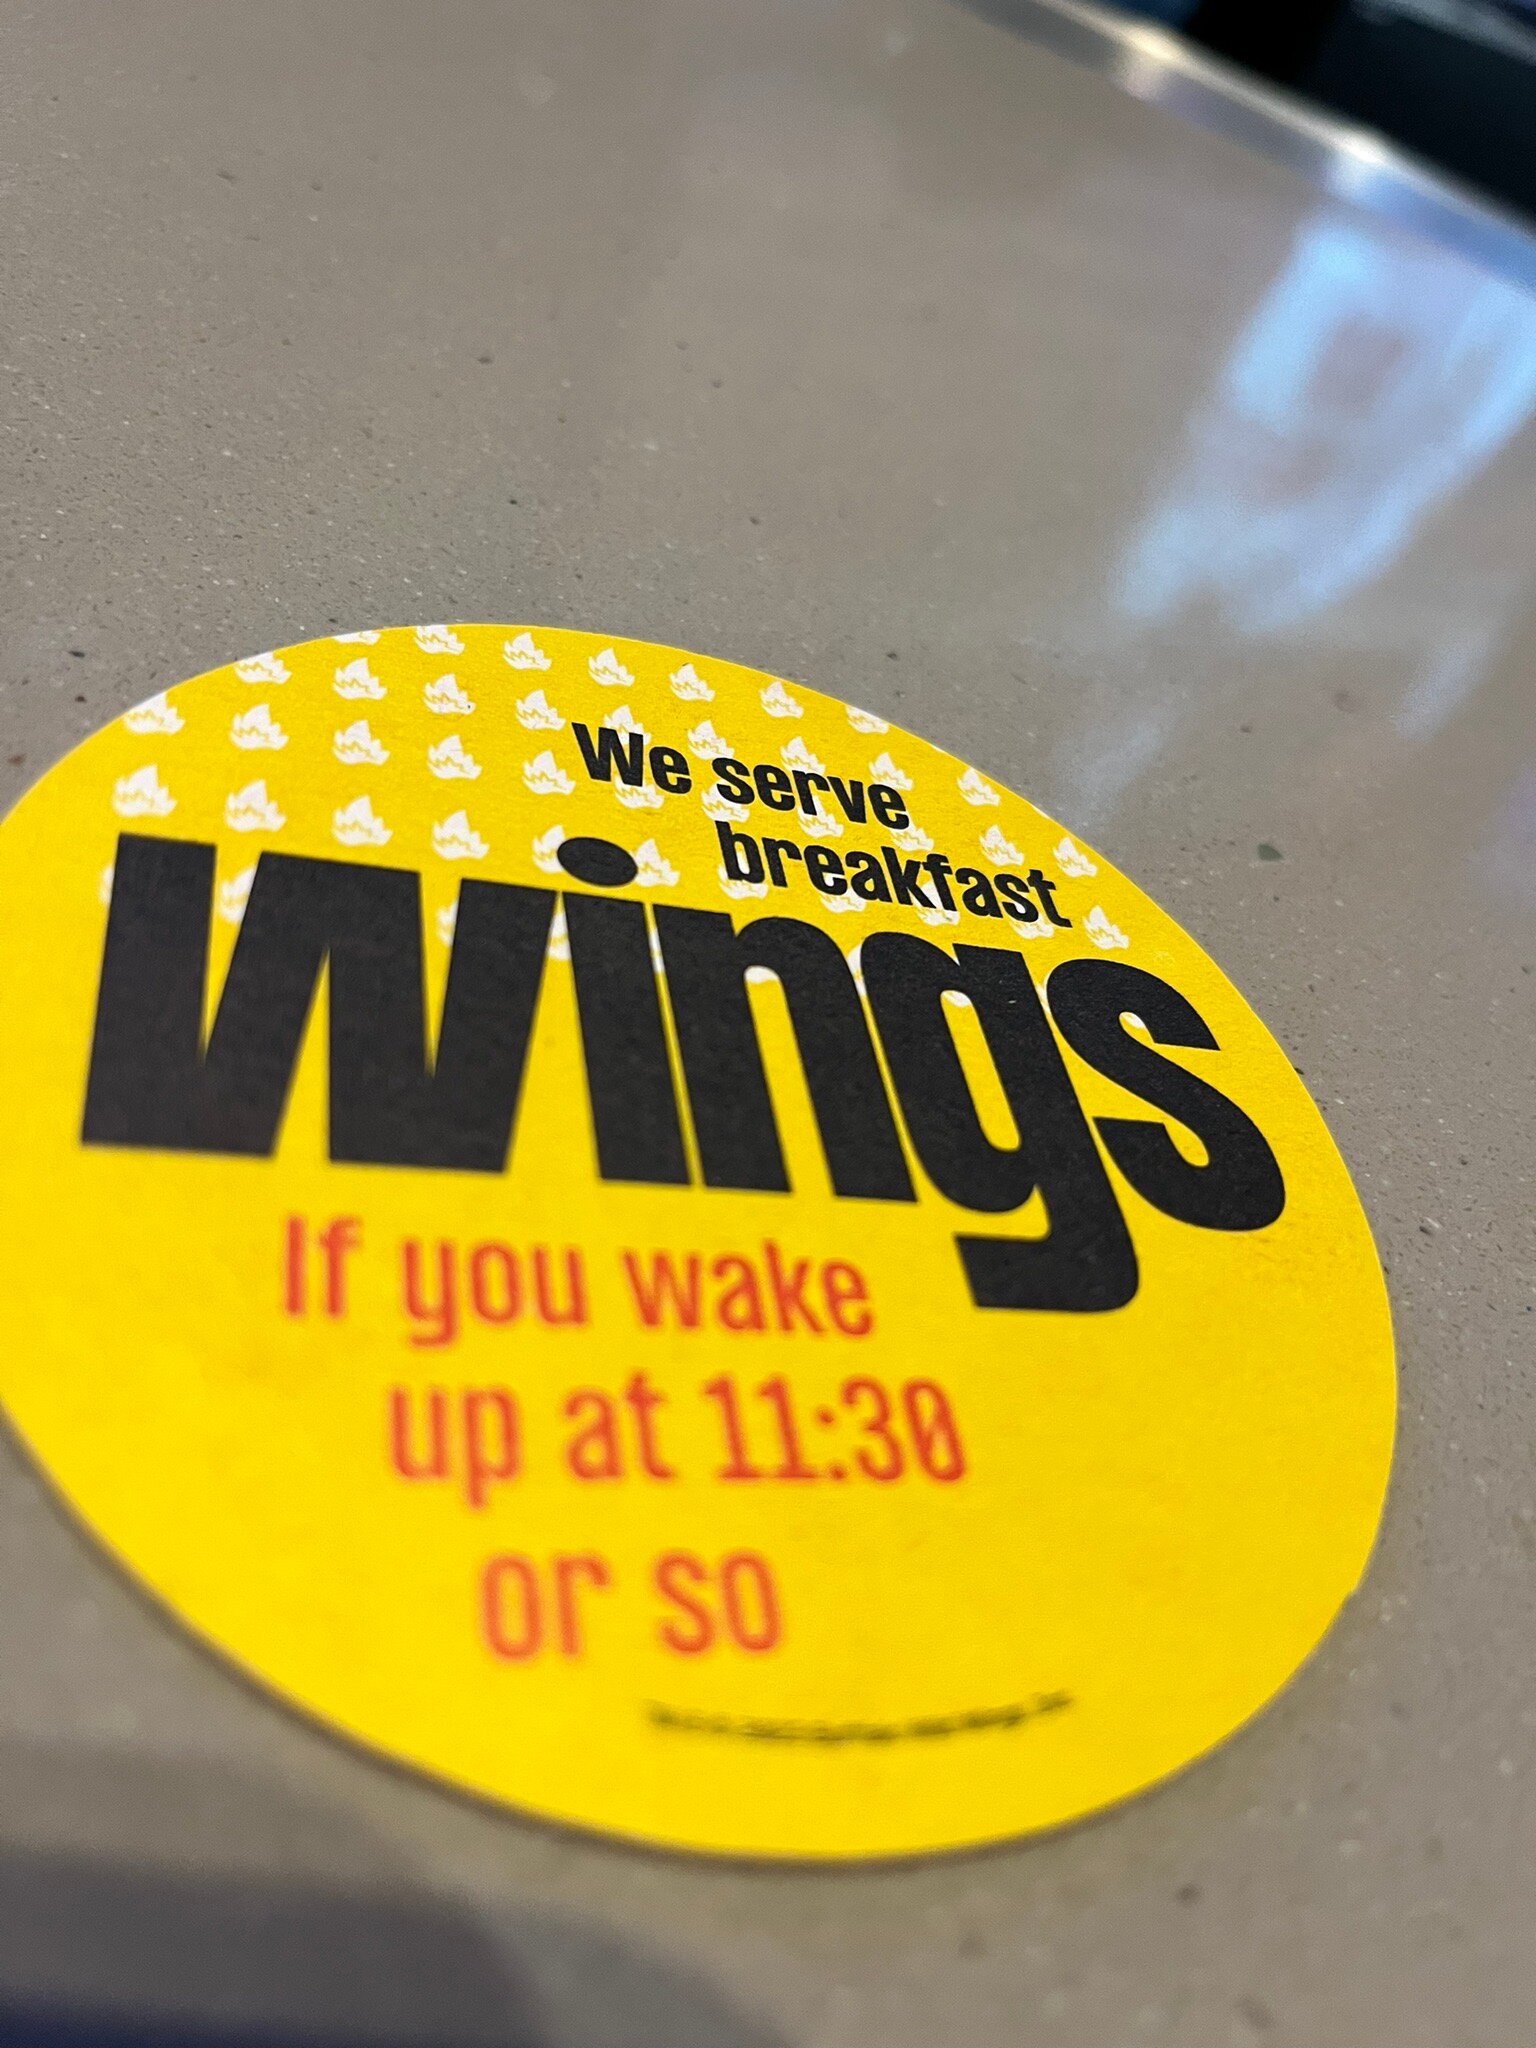 We serve
breakfast
wings
If you wake
up at 11:30
or so